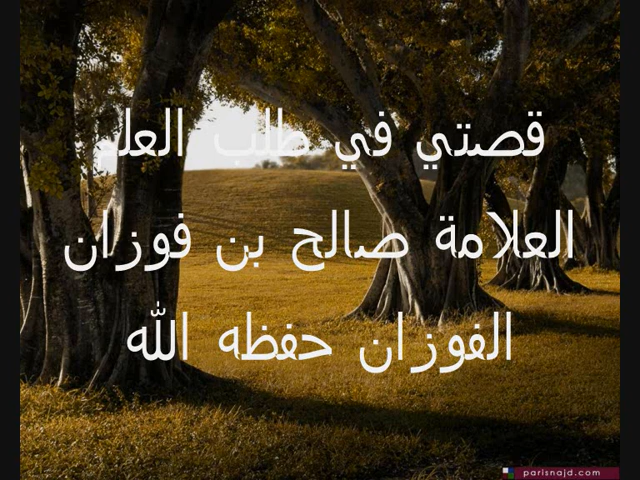 قصتي في طلب العلم
العلامة صالح بن فوزان
الفوزان حفظه الله
parisnajd.com